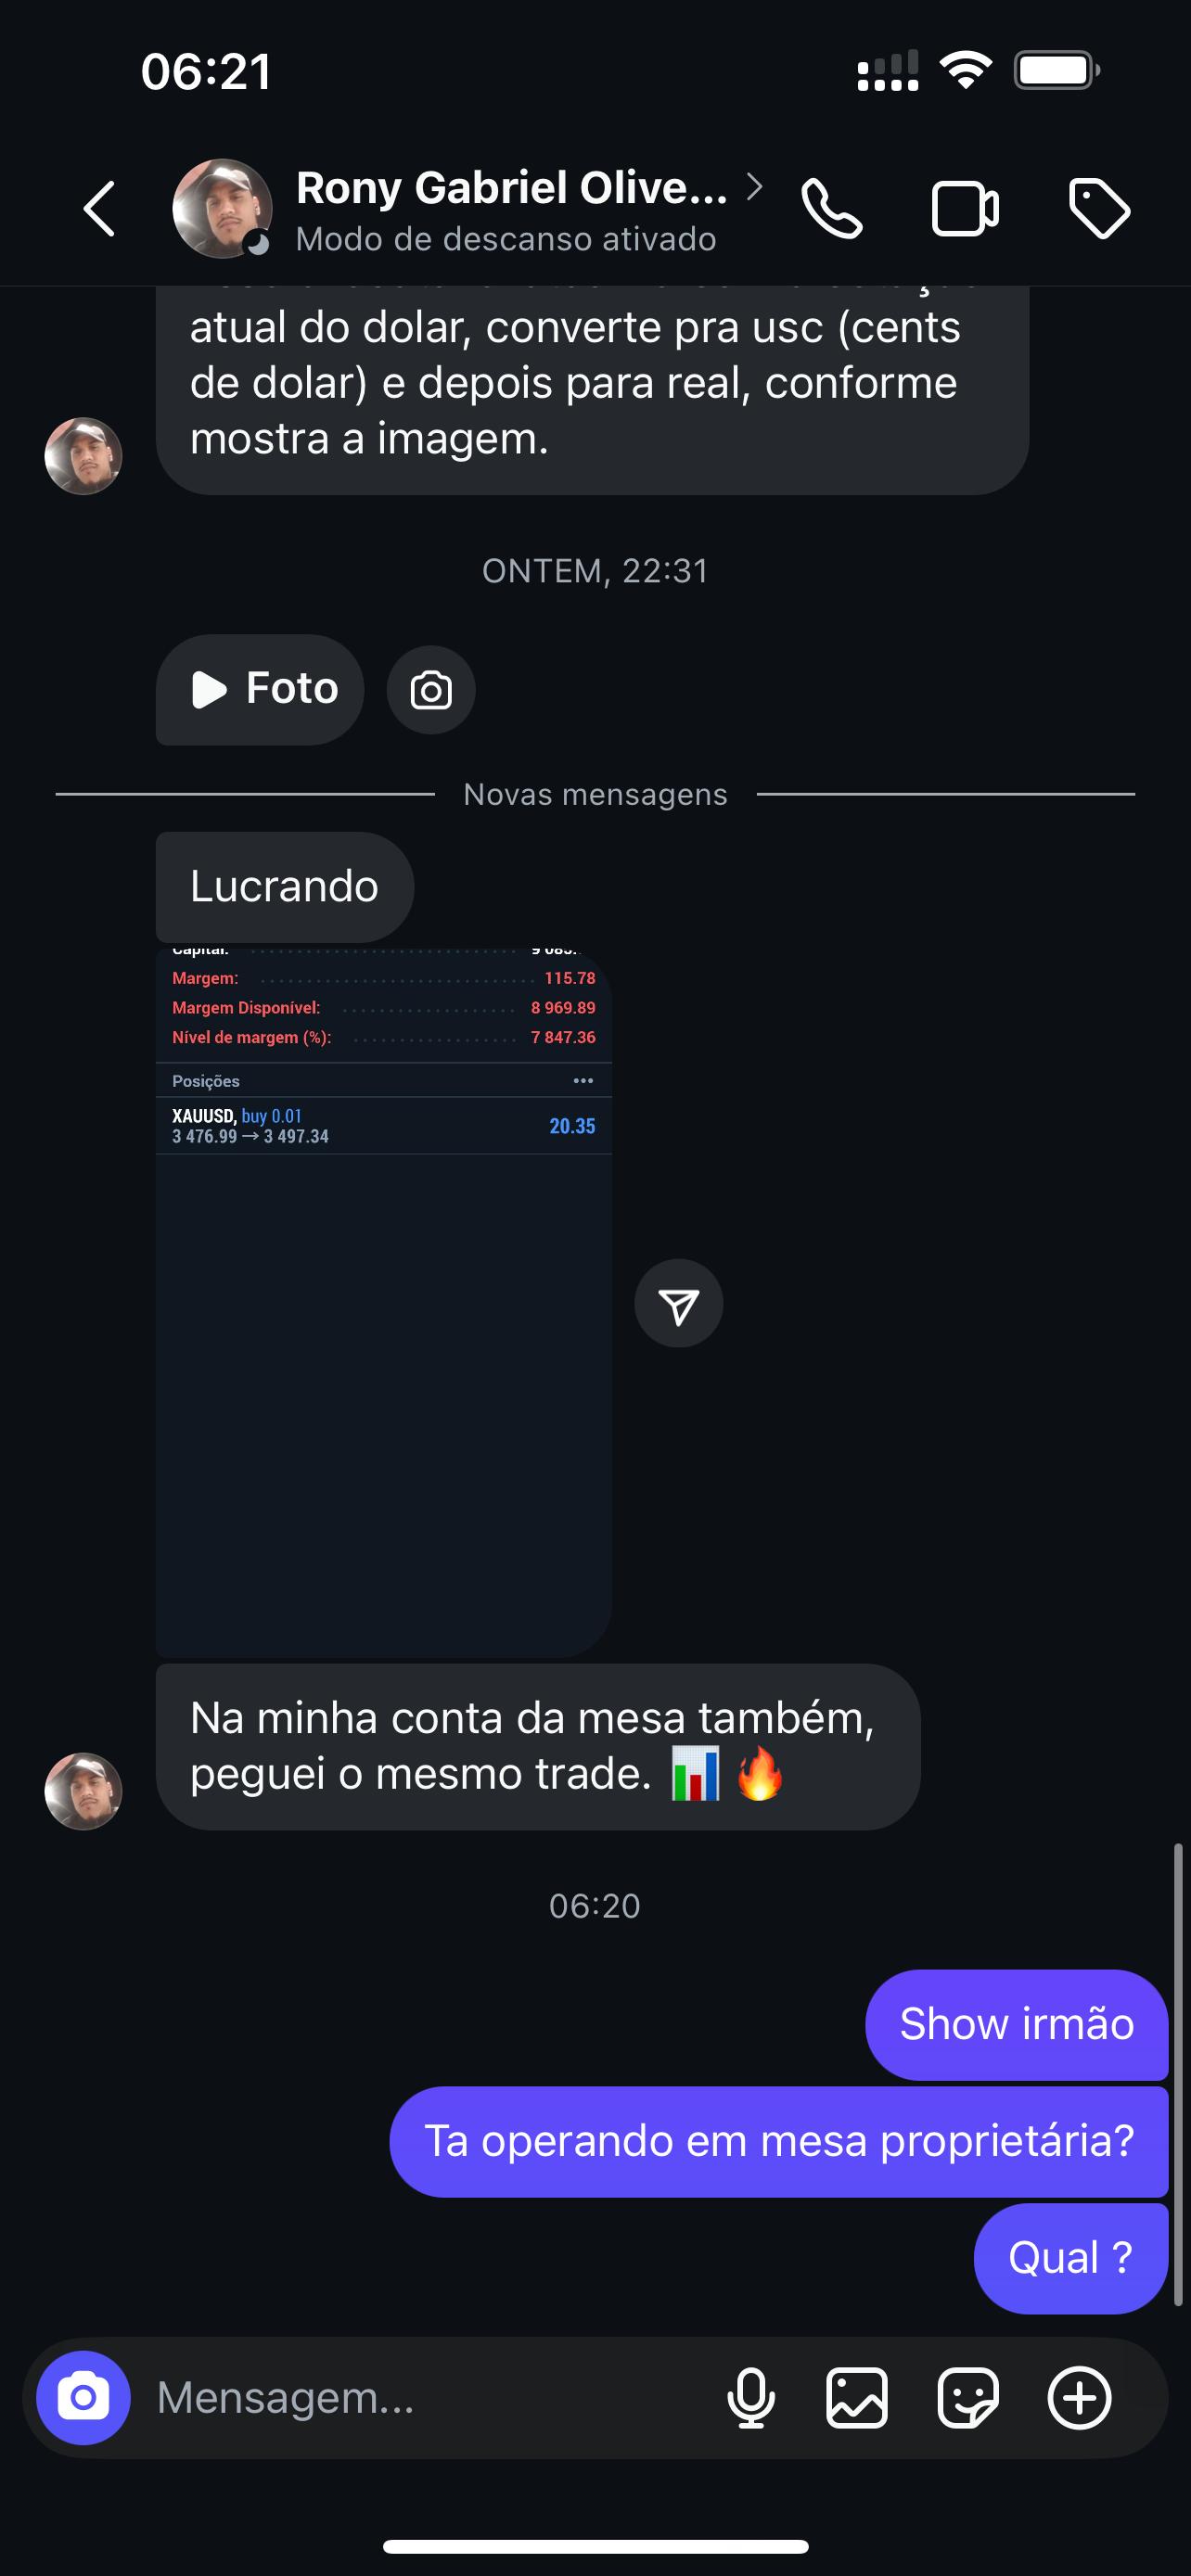 06:21
Rony Gabriel Olive...
Modo de descanso ativado
atual do dolar, converte pra usc (cents
de dolar) e depois para real, conforme
mostra a imagem.
ONTEM, 22:31
Foto
Novas mensagens
Lucrando
Capital:
Margem: 115.78
Margem Disponível: 8 969.89
Nível de margem (%): 7 847.36
Posições
XAUUSD, buy 0.01
3 476.99 → 3 497.34 20.35
Na minha conta da mesa também,
peguei o mesmo trade. 📊 🔥
06:20
Show irmão
Ta operando em mesa proprietária?
Qual ?
Mensagem...